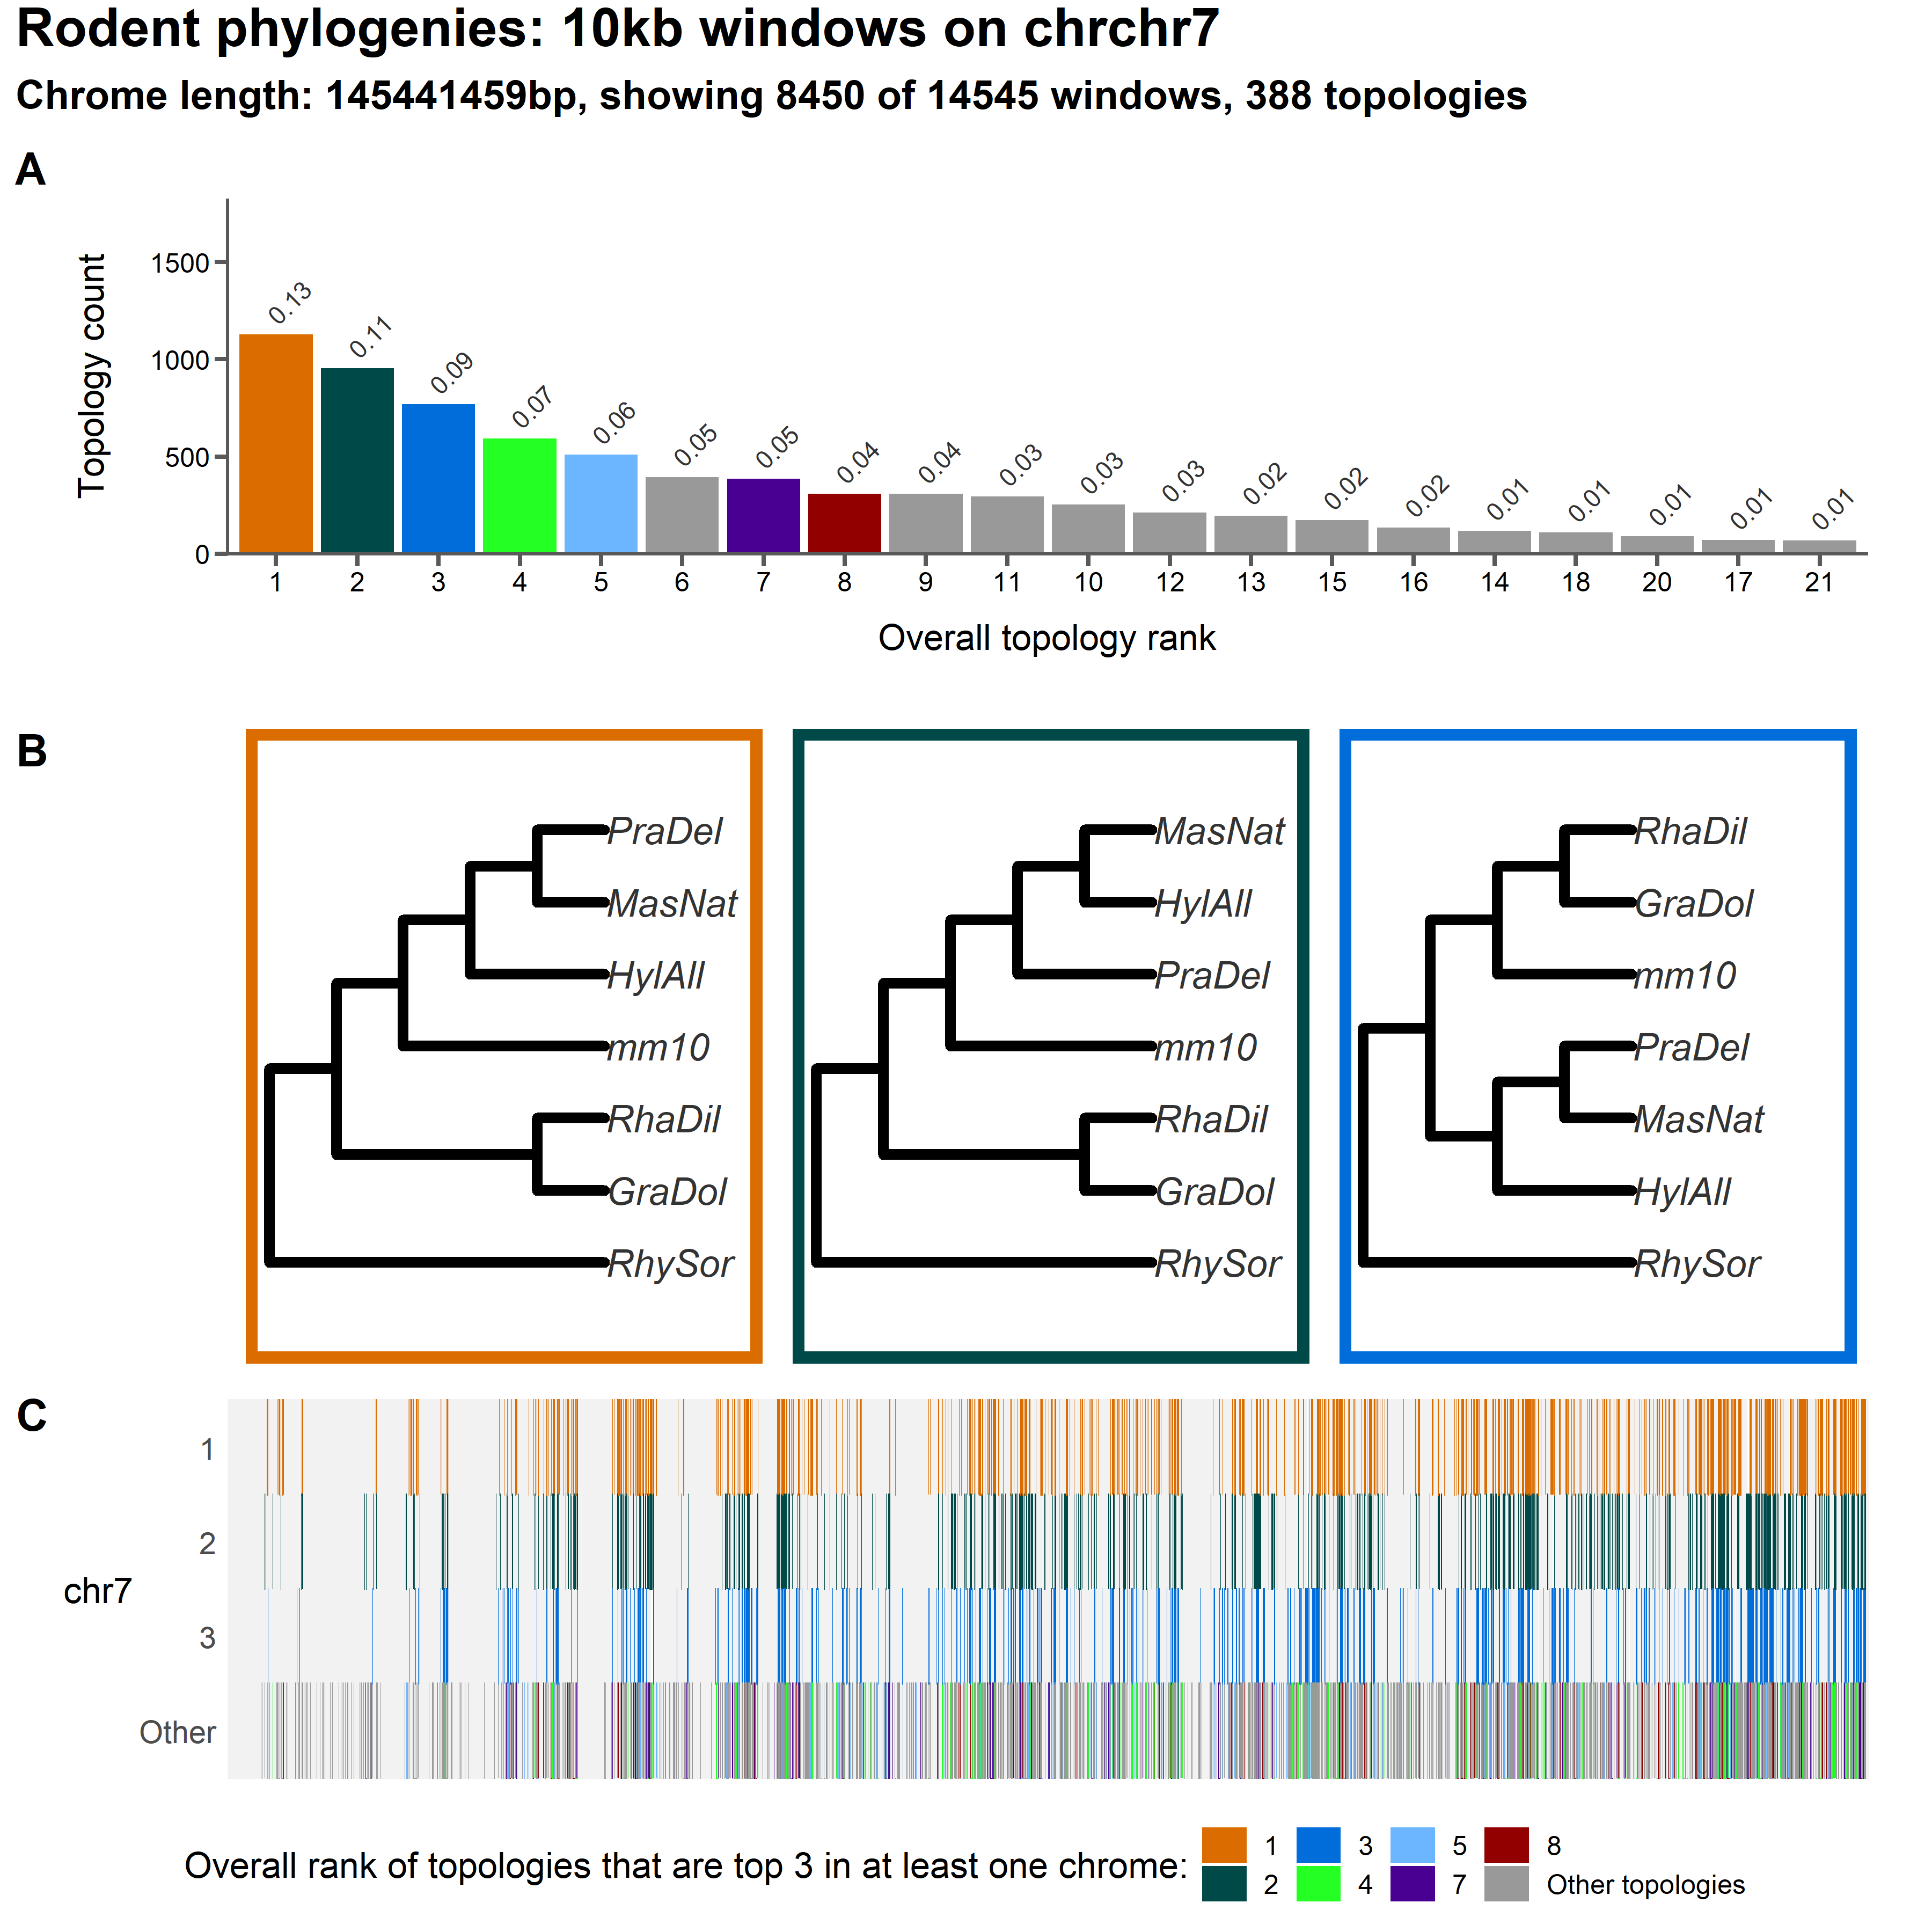 Rodent phylogenies: 10kb windows on chrchr7
Chrome length: 145441459bp, showing 8450 of 14545 windows, 388 topologies
A
Topology count
1500
1000
500
0
0.13
0.11
0.09
0.07
0.06
0.05
0.05
0.04
0.04
0.03
0.03
0.03
0.02
0.02
0.02
0.01
0.01
0.01
0.01
0.01
1 2 3 4 5 6 7 8 9 11 10 12 13 15 16 14 18 20 17 21
Overall topology rank
B
PraDel
MasNat
HylAll
mm10
RhaDil
GraDol
RhySor
MasNat
HylAll
PraDel
mm10
RhaDil
GraDol
RhySor
RhaDil
GraDol
mm10
PraDel
MasNat
HylAll
RhySor
C
chr7
1
2
3
Other
Overall rank of topologies that are top 3 in at least one chrome:
1 3 5 8
2 4 7 Other topologies